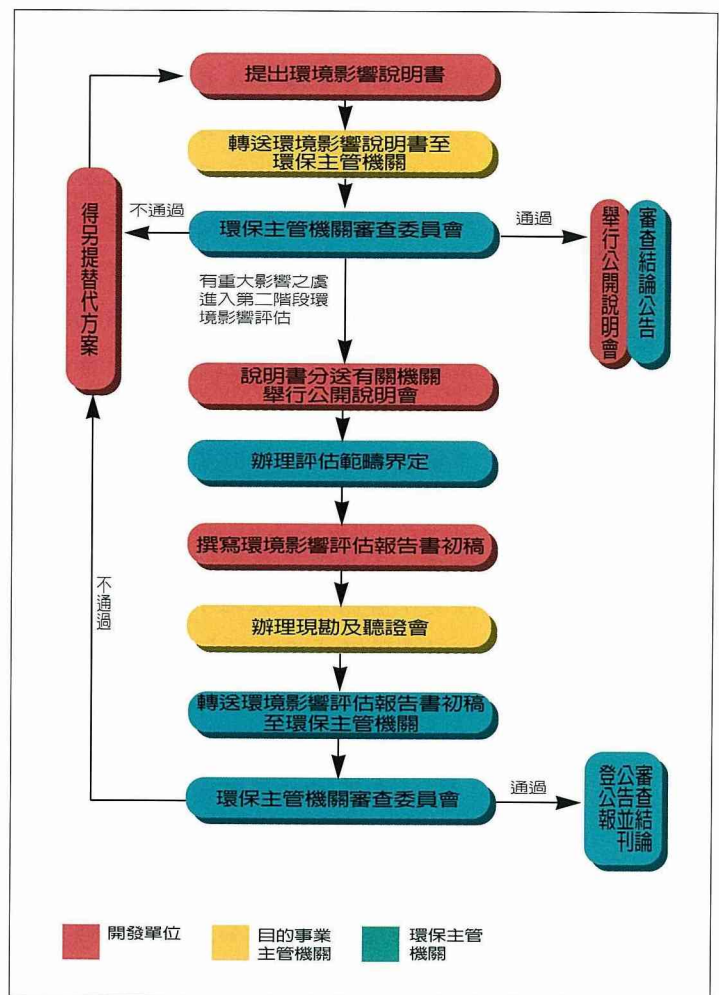 提出環境影響說明書
轉送環境影響說明書至
環保主管機關
不通過
環保主管機關審查委員會
通過
得另提替代方案
審查結論公告
舉行公開說明會
有重大影響之虞
進入第二階段環
境影響評估
說明書分送有關機關
舉行公開說明會
辦理評估範疇界定
撰寫環境影響評估報告書初稿
不通過
辦理現勘及聽證會
轉送環境影響評估報告書初稿
至環保主管機關
環保主管機關審查委員會
通過
審查結論
公告並刊
登公報
開發單位
目的事業
主管機關
環保主管
機關